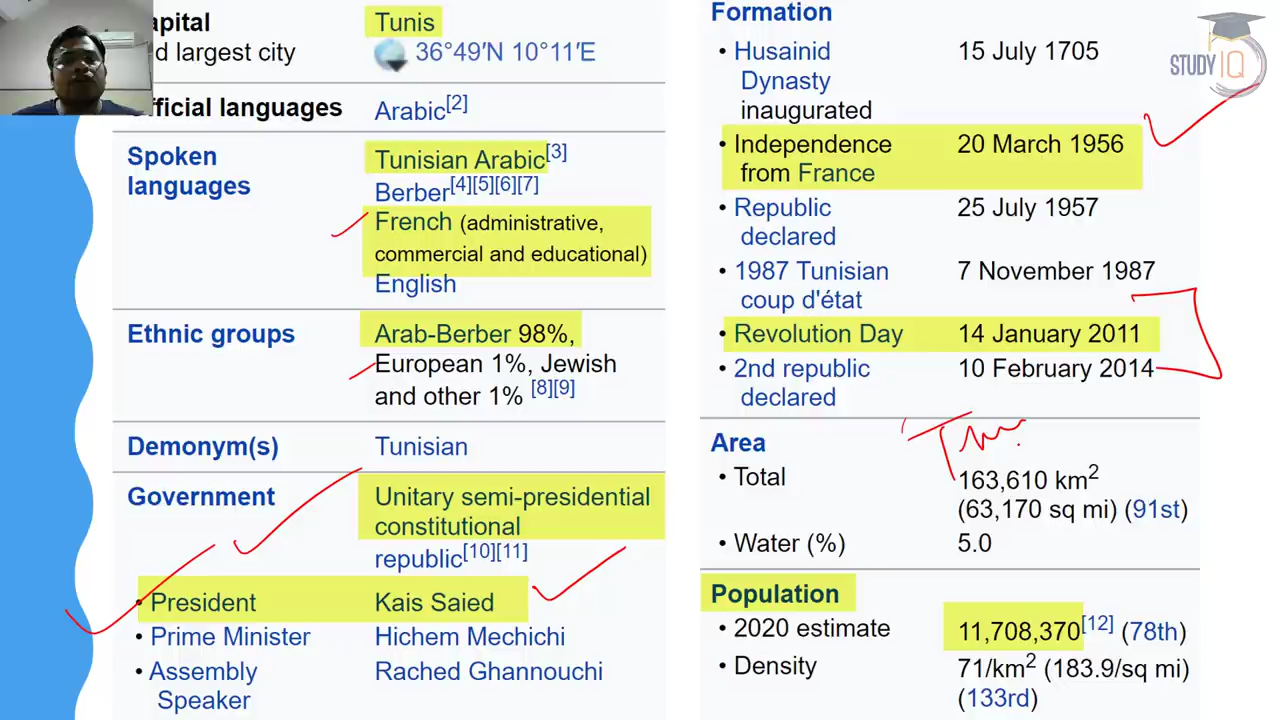 apital
Tunis
d largest city
36°49′N 10°11′E
fficial languages
Arabic[2]
Spoken languages
Tunisian Arabic[3]
Berber[4][5][6][7]
French (administrative,
commercial and educational)
English
Ethnic groups
Arab-Berber 98%,
European 1%, Jewish
and other 1% [8][9]
Demonym(s)
Tunisian
Government
Unitary semi-presidential
constitutional
republic[10][11]
• President
Kais Saied
• Prime Minister
Hichem Mechichi
• Assembly
Speaker
Rached Ghannouchi
Formation
• Husainid
Dynasty
inaugurated
15 July 1705
• Independence
from France
20 March 1956
• Republic
declared
25 July 1957
• 1987 Tunisian
coup d'état
7 November 1987
• Revolution Day
14 January 2011
• 2nd republic
declared
10 February 2014
Area
• Total
163,610 km2
(63,170 sq mi) (91st)
• Water (%)
5.0
Population
• 2020 estimate
11,708,370[12] (78th)
• Density
71/km2 (183.9/sq mi)
(133rd)
STUDY IQ